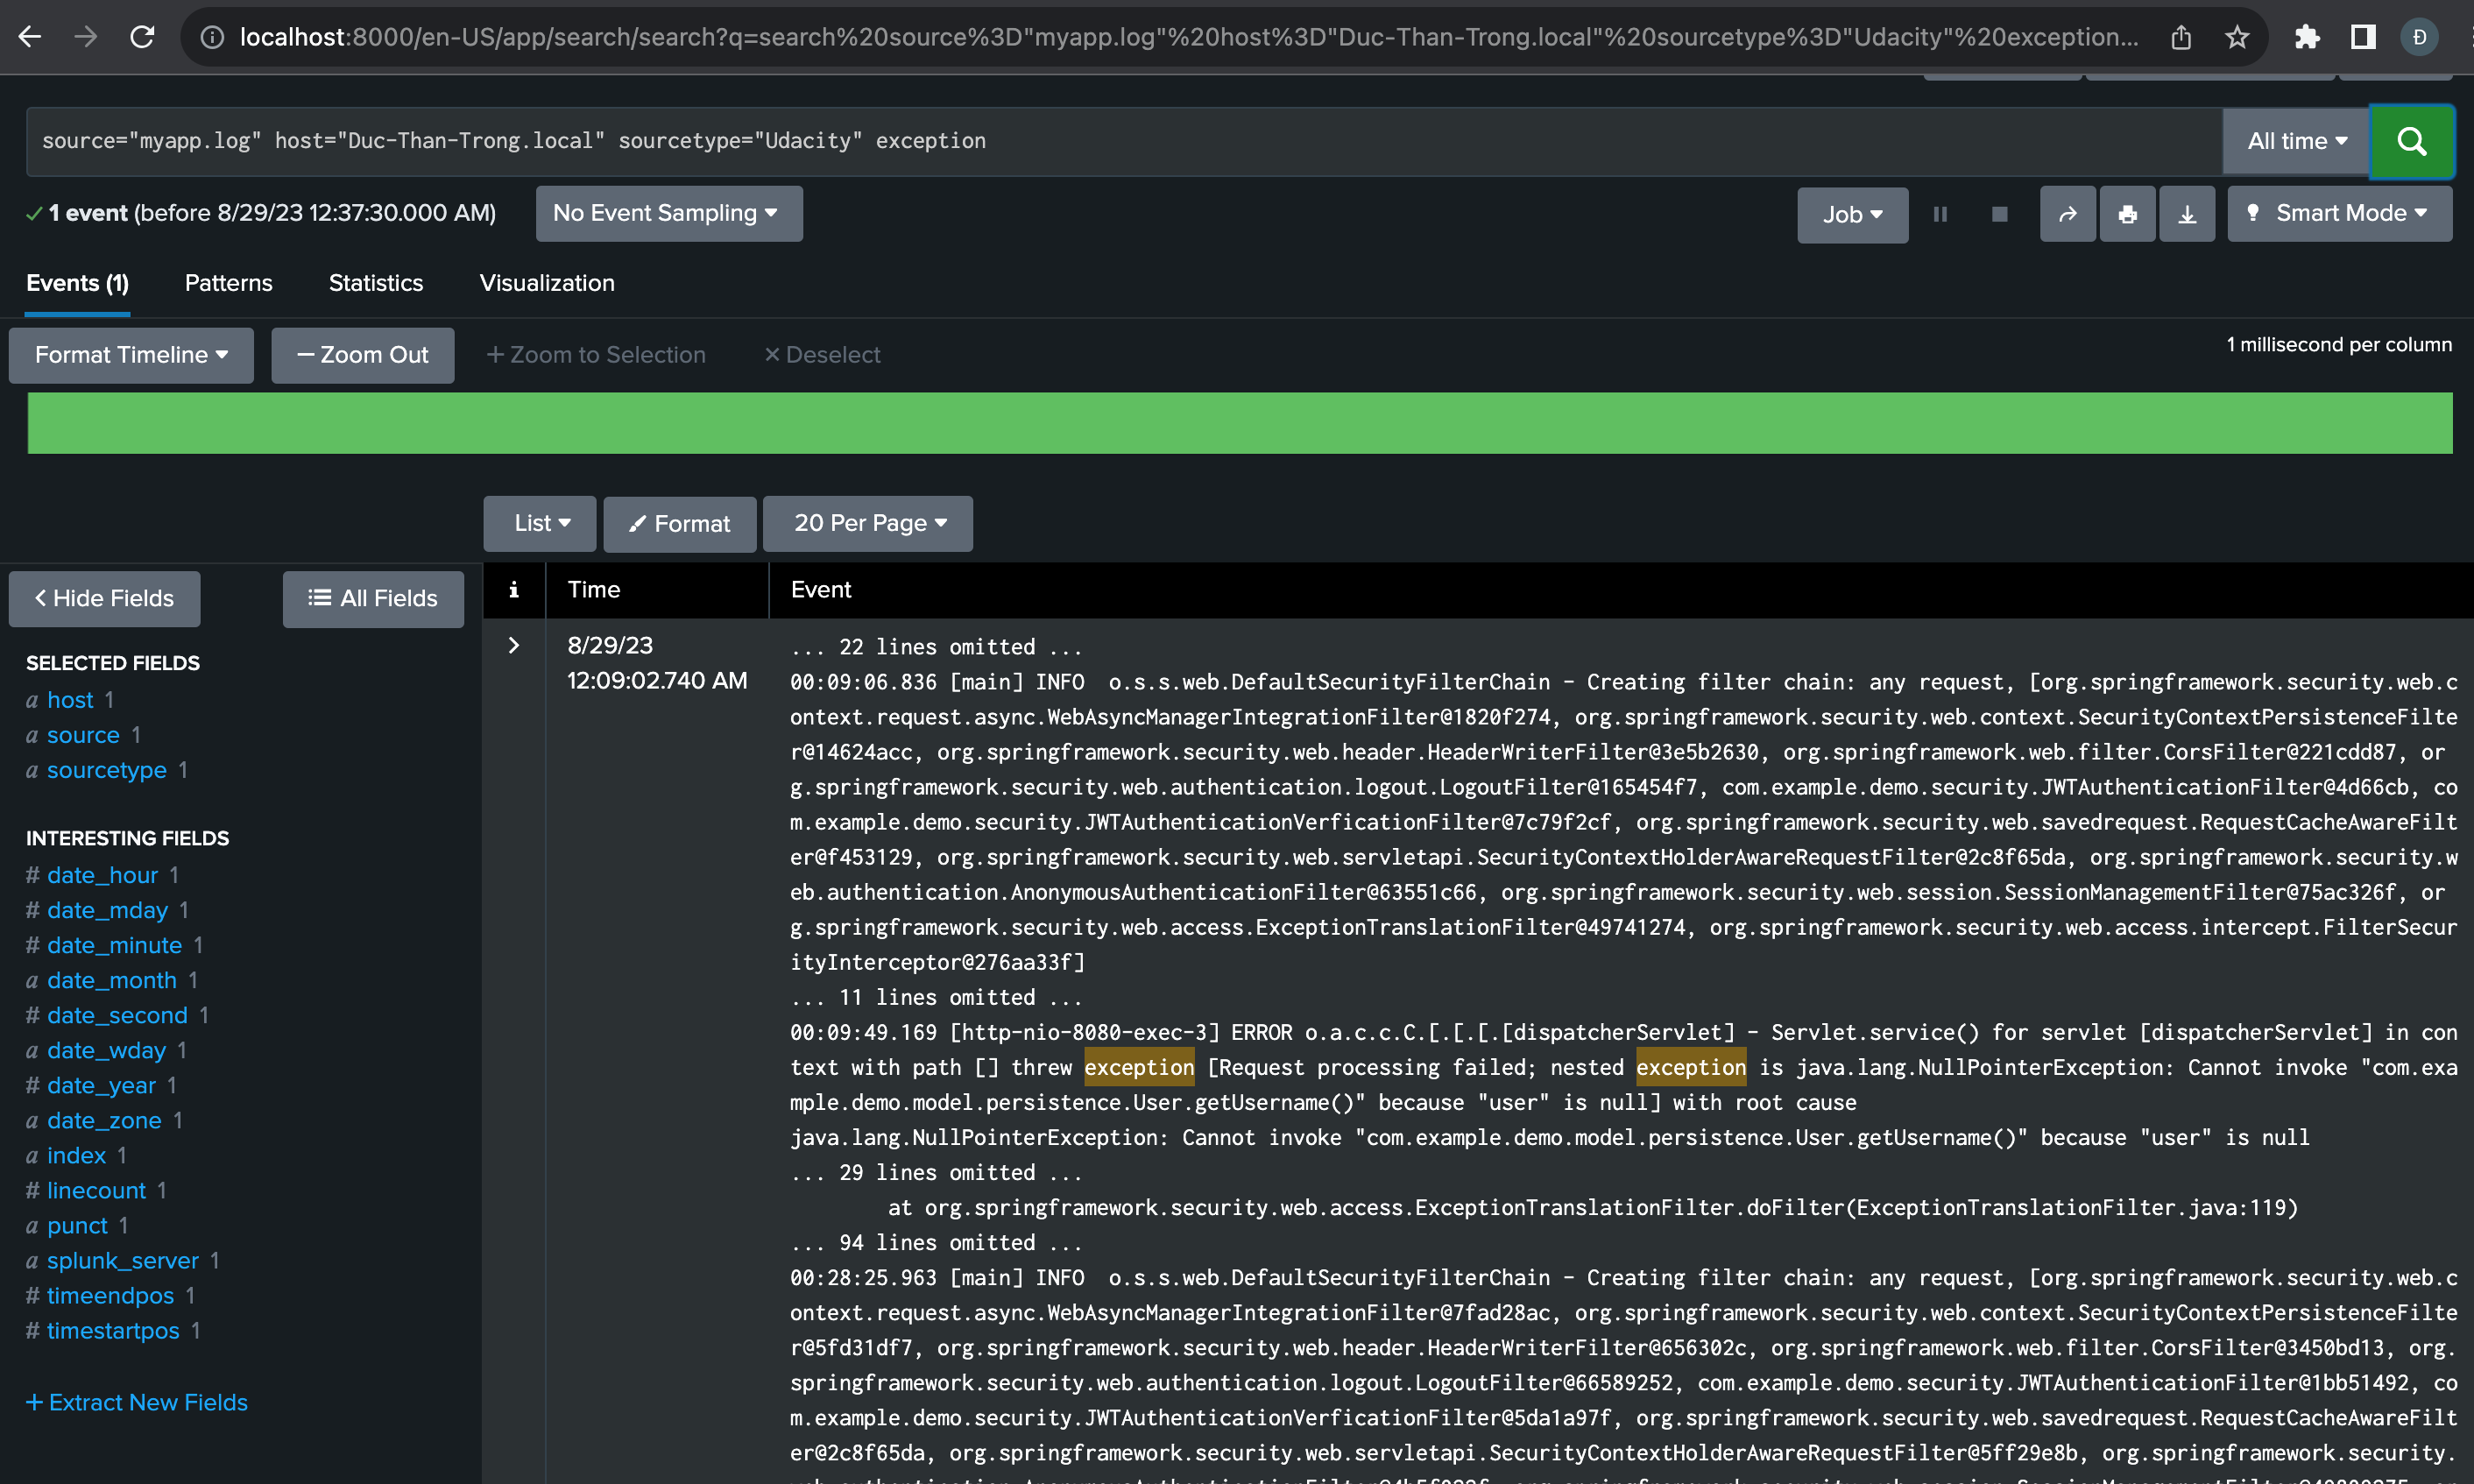 localhost:8000/en-US/app/search/search?q=search%20source%3D"myapp.log"%20host%3D"Duc-Than-Trong.local"%20sourcetype%3D"Udacity"%20exception...
Đ
source="myapp.log" host="Duc-Than-Trong.local" sourcetype="Udacity" exception
All time
1 event (before 8/29/23 12:37:30.000 AM)
No Event Sampling
Job
Smart Mode
Events (1)
Patterns
Statistics
Visualization
Format Timeline
— Zoom Out
+ Zoom to Selection
× Deselect
1 millisecond per column
List
Format
20 Per Page
< Hide Fields
All Fields
i
Time
Event
SELECTED FIELDS
a host 1
a source 1
a sourcetype 1
INTERESTING FIELDS
# date_hour 1
# date_mday 1
# date_minute 1
a date_month 1
# date_second 1
a date_wday 1
# date_year 1
a date_zone 1
a index 1
# linecount 1
a punct 1
a splunk_server 1
# timeendpos 1
# timestartpos 1
+ Extract New Fields
>
8/29/23
12:09:02.740 AM
... 22 lines omitted ...
00:09:06.836 [main] INFO  o.s.s.web.DefaultSecurityFilterChain - Creating filter chain: any request, [org.springframework.security.web.c
ontext.request.async.WebAsyncManagerIntegrationFilter@1820f274, org.springframework.security.web.context.SecurityContextPersistenceFilte
r@14624acc, org.springframework.security.web.header.HeaderWriterFilter@3e5b2630, org.springframework.web.filter.CorsFilter@221cdd87, or
g.springframework.security.web.authentication.logout.LogoutFilter@165454f7, com.example.demo.security.JWTAuthenticationFilter@4d66cb, co
m.example.demo.security.JWTAuthenticationVerficationFilter@7c79f2cf, org.springframework.security.web.savedrequest.RequestCacheAwareFilt
er@f453129, org.springframework.security.web.servletapi.SecurityContextHolderAwareRequestFilter@2c8f65da, org.springframework.security.w
eb.authentication.AnonymousAuthenticationFilter@63551c66, org.springframework.security.web.session.SessionManagementFilter@75ac326f, or
g.springframework.security.web.access.ExceptionTranslationFilter@49741274, org.springframework.security.web.access.intercept.FilterSecur
ityInterceptor@276aa33f]
... 11 lines omitted ...
00:09:49.169 [http-nio-8080-exec-3] ERROR o.a.c.c.C.[.[.[.[dispatcherServlet] - Servlet.service() for servlet [dispatcherServlet] in con
text with path [] threw exception [Request processing failed; nested exception is java.lang.NullPointerException: Cannot invoke "com.exa
mple.demo.model.persistence.User.getUsername()" because "user" is null] with root cause
java.lang.NullPointerException: Cannot invoke "com.example.demo.model.persistence.User.getUsername()" because "user" is null
... 29 lines omitted ...
at org.springframework.security.web.access.ExceptionTranslationFilter.doFilter(ExceptionTranslationFilter.java:119)
... 94 lines omitted ...
00:28:25.963 [main] INFO  o.s.s.web.DefaultSecurityFilterChain - Creating filter chain: any request, [org.springframework.security.web.c
ontext.request.async.WebAsyncManagerIntegrationFilter@7fad28ac, org.springframework.security.web.context.SecurityContextPersistenceFilte
r@5fd31df7, org.springframework.security.web.header.HeaderWriterFilter@656302c, org.springframework.web.filter.CorsFilter@3450bd13, org.
springframework.security.web.authentication.logout.LogoutFilter@66589252, com.example.demo.security.JWTAuthenticationFilter@1bb51492, co
m.example.demo.security.JWTAuthenticationVerficationFilter@5da1a97f, org.springframework.security.web.savedrequest.RequestCacheAwareFilt
er@2c8f65da, org.springframework.security.web.servletapi.SecurityContextHolderAwareRequestFilter@5ff29e8b, org.springframework.security.